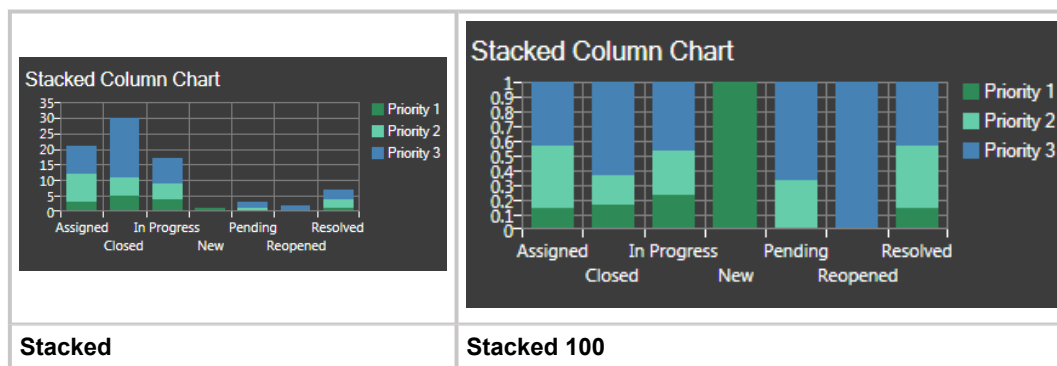 Stacked Column Chart
35
30
25
20
15
10
5
0
Assigned
Closed
In Progress
New
Pending
Reopened
Resolved
Priority 1
Priority 2
Priority 3
Stacked
Stacked Column Chart
1
0.9
0.8
0.7
0.6
0.5
0.4
0.3
0.2
0.1
0
Assigned
Closed
In Progress
New
Pending
Reopened
Resolved
Priority 1
Priority 2
Priority 3
Stacked 100